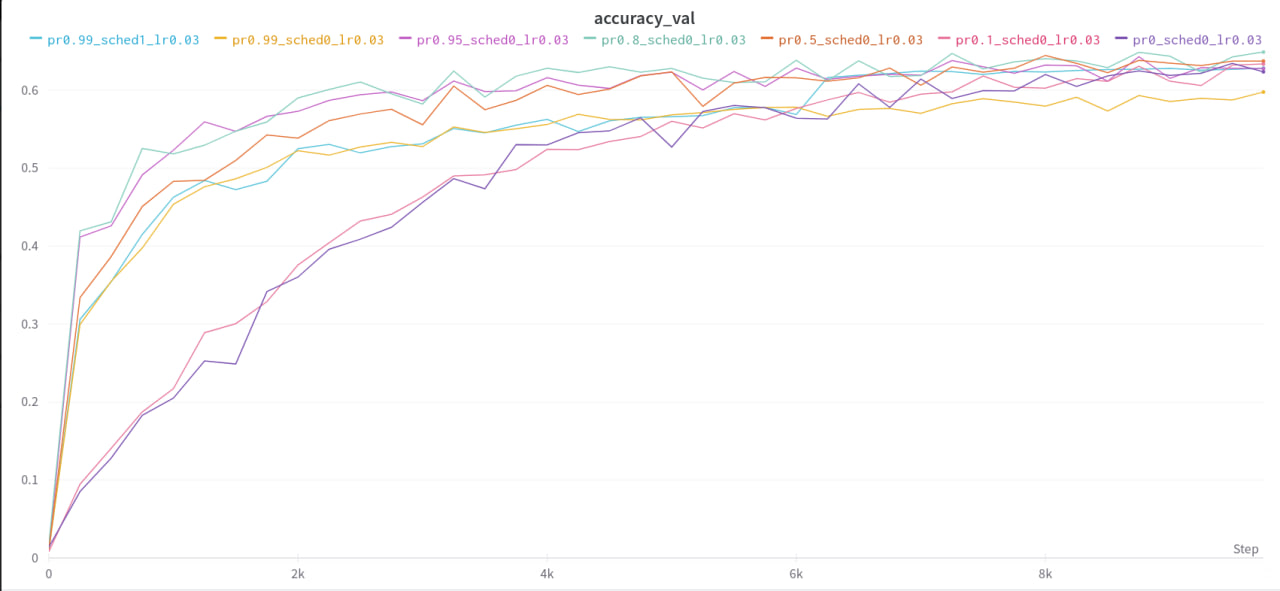 accuracy_val
pr0.99_sched1_lr0.03 pr0.99_sched0_lr0.03 pr0.95_sched0_lr0.03 pr0.8_sched0_lr0.03 pr0.5_sched0_lr0.03 pr0.1_sched0_lr0.03 pr0_sched0_lr0.03
0.6
0.5
0.4
0.3
0.2
0.1
0
Step
0 2k 4k 6k 8k